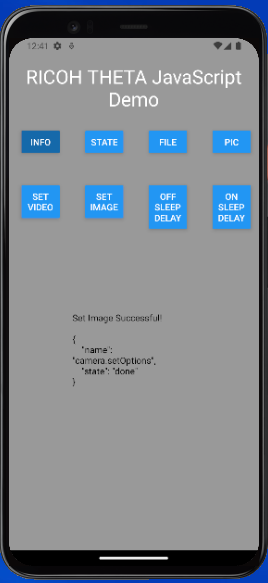 12:41
RICOH THETA JavaScript
Demo
INFO
STATE
FILE
PIC
SET
VIDEO
SET
IMAGE
OFF
SLEEP
DELAY
ON
SLEEP
DELAY
Set Image Successful!
{
"name":
"camera.setOptions",
"state": "done"
}